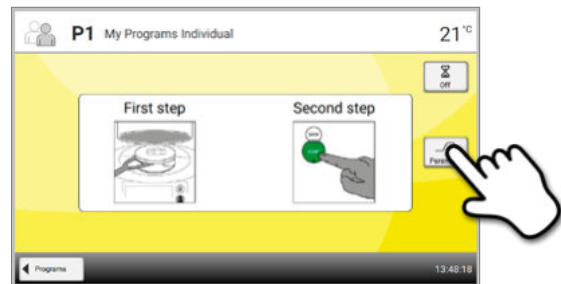 P1 My Programs Individual 21°C
Off
First step Second step
START
Programs 13:48:18